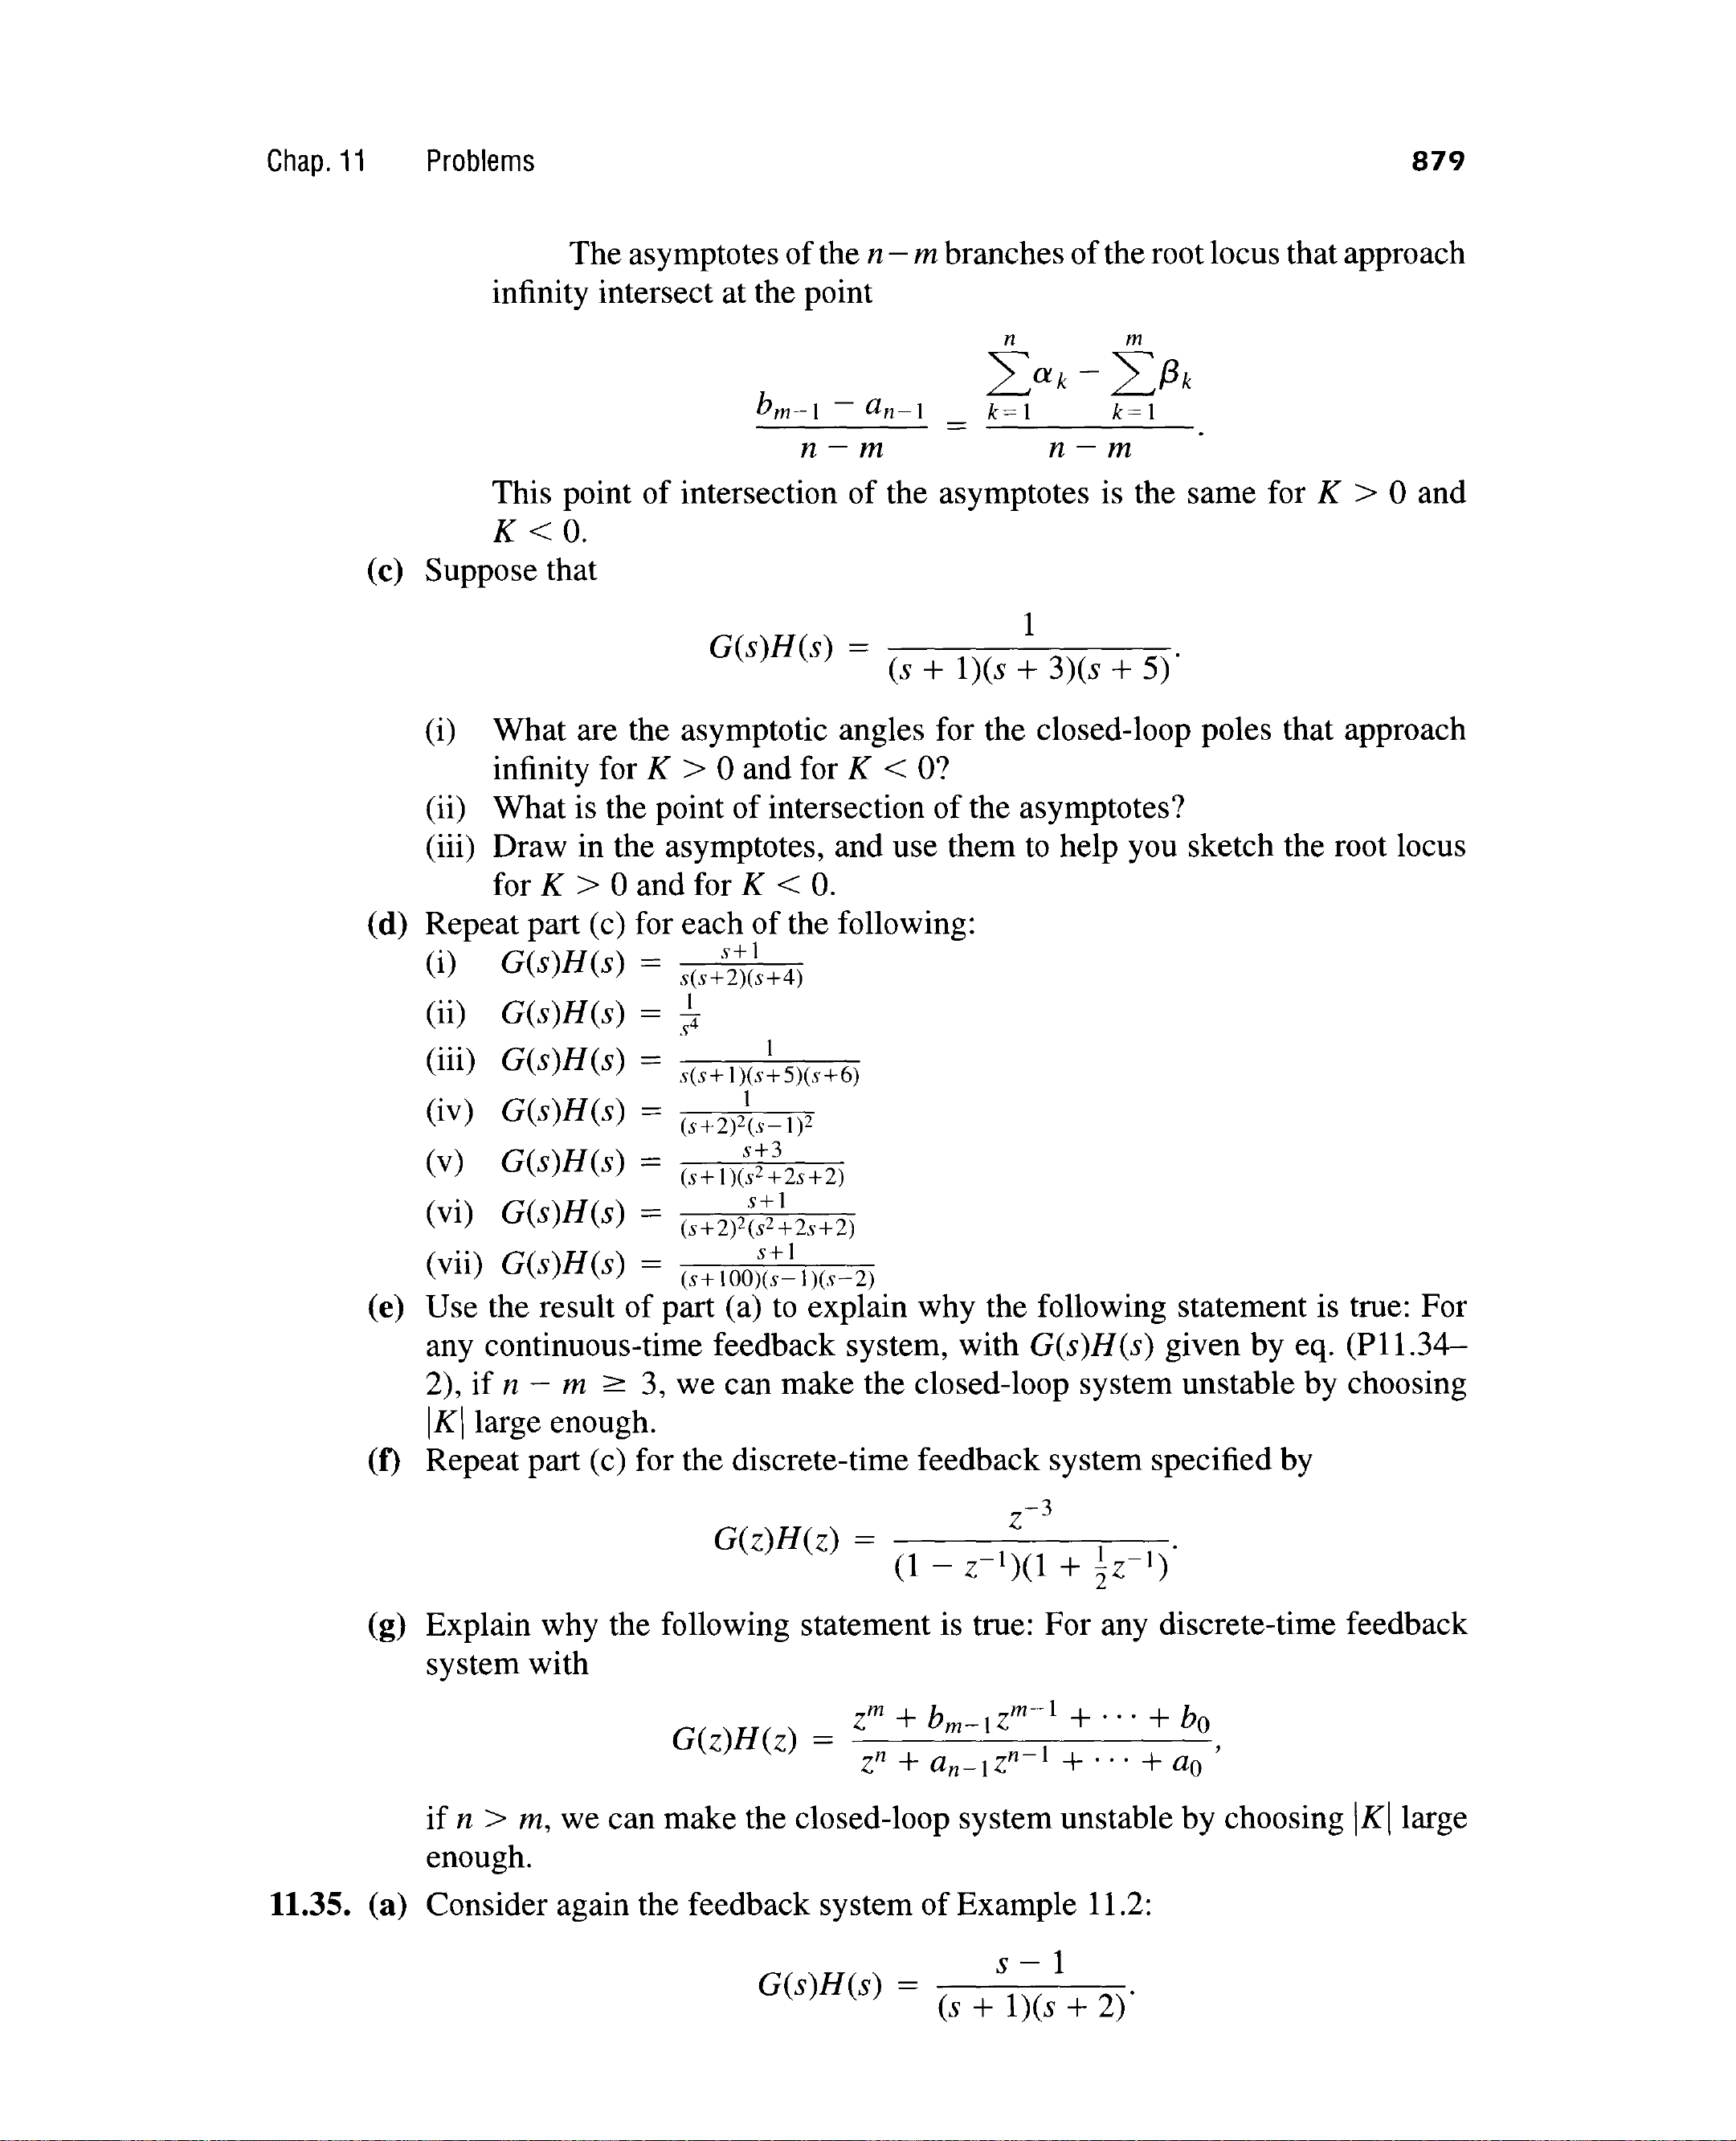 Chap. 11 Problems 879
The asymptotes of the n − m branches of the root locus that approach
infinity intersect at the point
\frac{b_{m-1} - a_{n-1}}{n - m} = \frac{\sum_{k=1}^{n} α_k - \sum_{k=1}^{m} β_k}{n - m}.
This point of intersection of the asymptotes is the same for K > 0 and
K < 0.
(c) Suppose that
G(s)H(s) = \frac{1}{(s + 1)(s + 3)(s + 5)}.
(i) What are the asymptotic angles for the closed-loop poles that approach
infinity for K > 0 and for K < 0?
(ii) What is the point of intersection of the asymptotes?
(iii) Draw in the asymptotes, and use them to help you sketch the root locus
for K > 0 and for K < 0.
(d) Repeat part (c) for each of the following:
(i) G(s)H(s) = \frac{s+1}{s(s+2)(s+4)}
(ii) G(s)H(s) = \frac{1}{s^4}
(iii) G(s)H(s) = \frac{1}{s(s+1)(s+5)(s+6)}
(iv) G(s)H(s) = \frac{1}{(s+2)^2(s-1)^2}
(v) G(s)H(s) = \frac{s+3}{(s+1)(s^2+2s+2)}
(vi) G(s)H(s) = \frac{s+1}{(s+2)^2(s^2+2s+2)}
(vii) G(s)H(s) = \frac{s+1}{(s+100)(s-1)(s-2)}
(e) Use the result of part (a) to explain why the following statement is true: For
any continuous-time feedback system, with G(s)H(s) given by eq. (P11.34–
2), if n − m ≥ 3, we can make the closed-loop system unstable by choosing
|K| large enough.
(f) Repeat part (c) for the discrete-time feedback system specified by
G(z)H(z) = \frac{z^{-3}}{(1 - z^{-1})(1 + \frac{1}{2}z^{-1})}.
(g) Explain why the following statement is true: For any discrete-time feedback
system with
G(z)H(z) = \frac{z^m + b_{m-1}z^{m-1} + ··· + b_0}{z^n + a_{n-1}z^{n-1} + ··· + a_0},
if n > m, we can make the closed-loop system unstable by choosing |K| large
enough.
11.35. (a) Consider again the feedback system of Example 11.2:
G(s)H(s) = \frac{s - 1}{(s + 1)(s + 2)}.